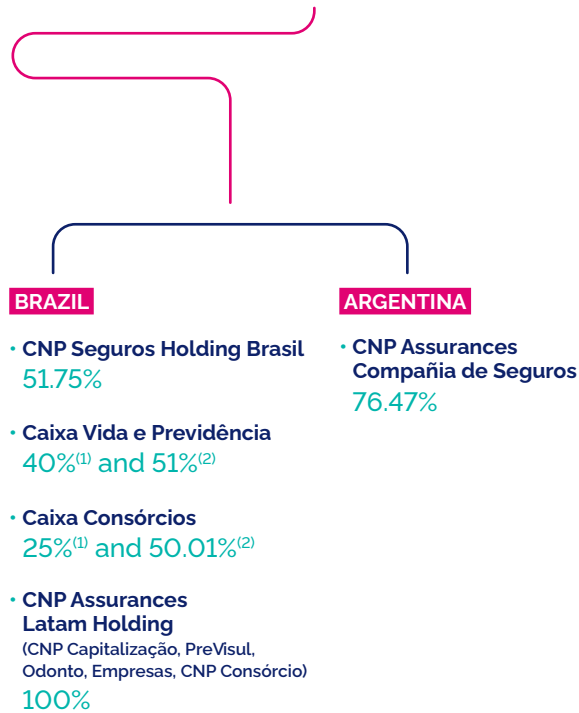 BRAZIL
• CNP Seguros Holding Brasil
51.75%
• Caixa Vida e Previdência
40%(1) and 51%(2)
• Caixa Consórcios
25%(1) and 50.01%(2)
• CNP Assurances
Latam Holding
(CNP Capitalização, PreVisul,
Odonto, Empresas, CNP Consórcio)
100%
ARGENTINA
• CNP Assurances
Compañia de Seguros
76.47%